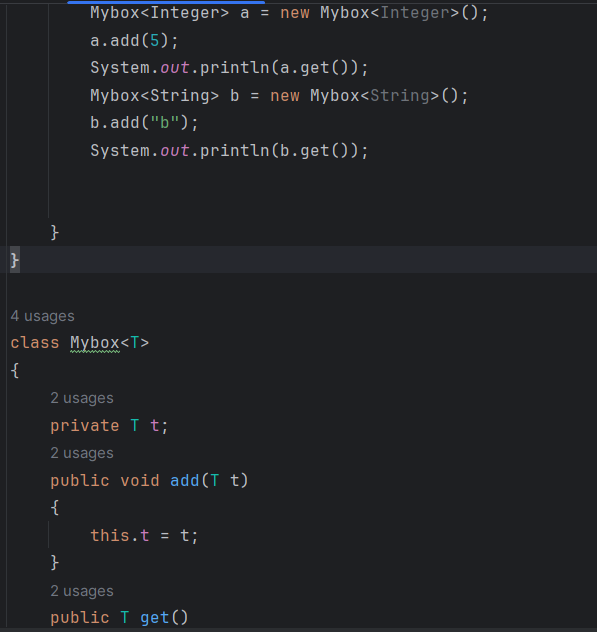 Mybox<Integer> a = new Mybox<Integer>();
a.add(5);
System.out.println(a.get());
Mybox<String> b = new Mybox<String>();
b.add("b");
System.out.println(b.get());
}
}
4 usages
class Mybox<T>
{
2 usages
private T t;
2 usages
public void add(T t)
{
this.t = t;
}
2 usages
public T get()